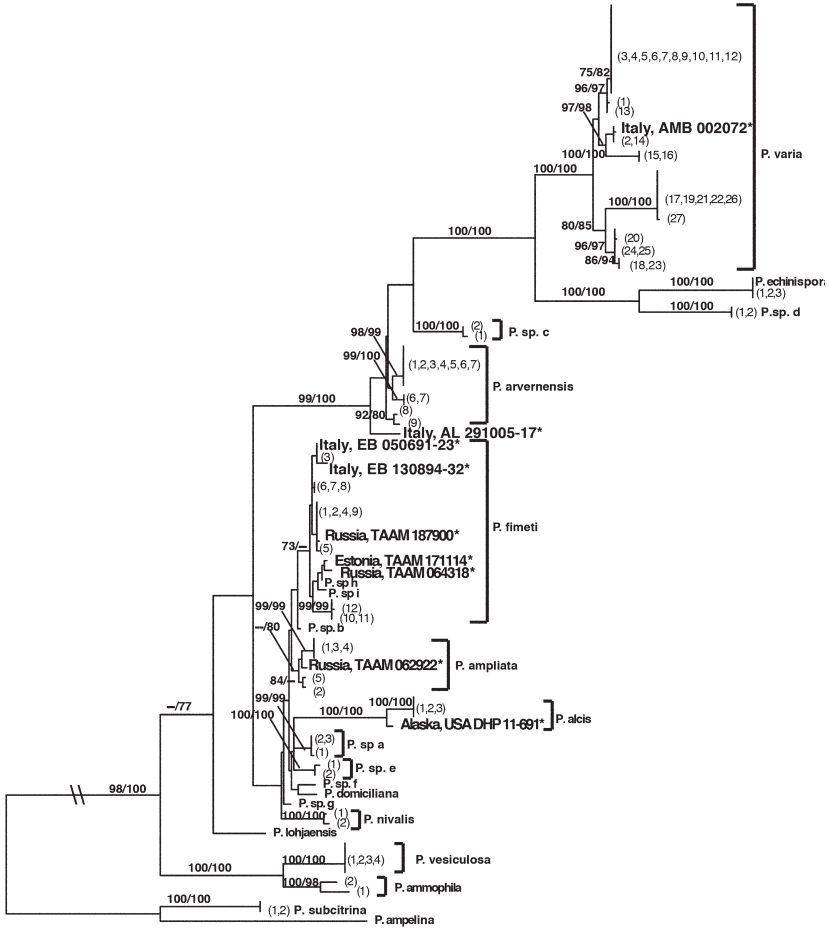 (3,4,5,6,7,8,9,10,11,12)
75/82
96/97
(1)
(13)
97/98
Italy, AMB 002072*
(2,14)
100/100
(15,16)
P. varia
100/100
100/100
(17,19,21,22,26)
(27)
80/85
100/100
(20)
96/97
(24,25)
86/94
(18,23)
100/100
P.echinispora
(1,2,3)
100/100
100/100
(1,2) P.sp. d
98/99
100/100
(2)
(1)
P. sp. c
99/100
(1,2,3,4,5,6,7)
P. arvernensis
99/100
(6,7)
(8)
92/80
(9)
Italy, AL 291005-17*
Italy, EB 050691-23*
(3)
Italy, EB 130894-32*
(6,7,8)
(1,2,4,9)
P. fimeti
Russia, TAAM 187900*
73/–
(5)
Estonia, TAAM 171114*
Russia, TAAM 064318*
P. sp h
P. sp i
99/99
99/99
(12)
(10,11)
–/80
P. sp. b
(1,3,4)
Russia, TAAM 062922*
P. ampliata
84/–
(5)
(2)
99/99
100/100
(1,2,3)
100/100
100/100
Alaska, USA DHP 11-691*
P. alcis
–/77
(2,3)
(1)
P. sp a
(1)
(2)
P. sp. e
P. sp. f
P. domiciliana
98/100
P. sp. g
100/100
(1)
(2)
P. nivalis
P. lohjaensis
100/100
100/100
(1,2,3,4)
P. vesiculosa
100/98
(2)
(1)
P. ammophila
100/100
(1,2) P. subcitrina
P. ampelina